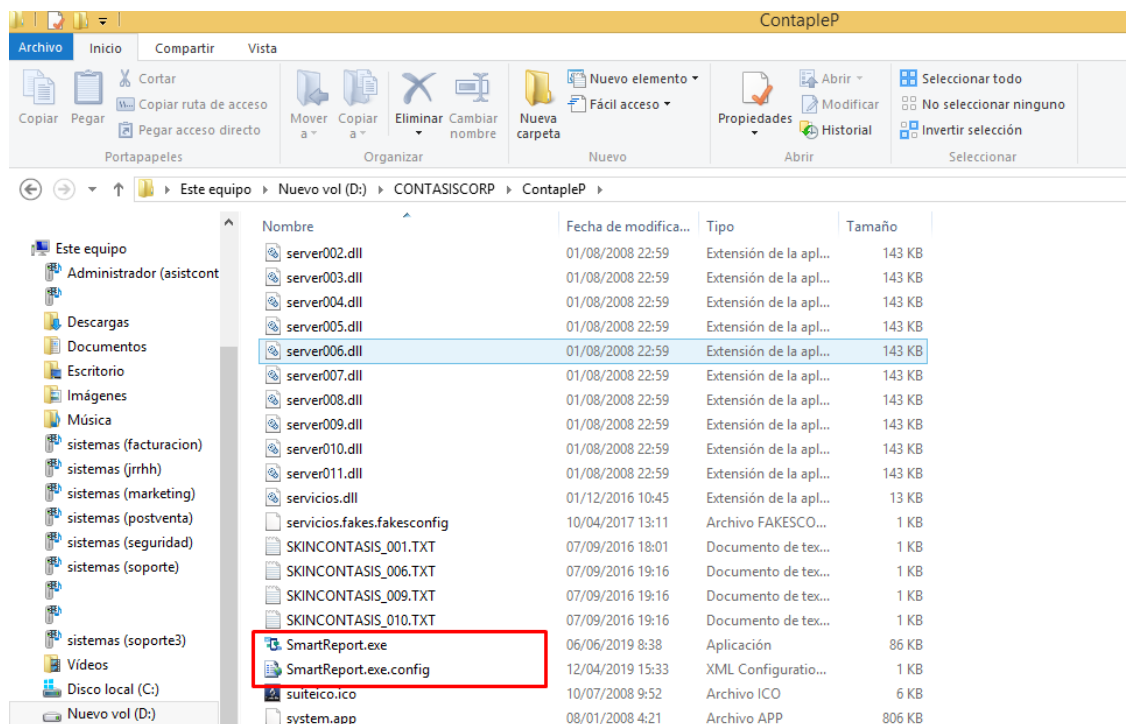 ContapleP
Archivo Inicio Compartir Vista
Copiar
Pegar
Cortar
Copiar ruta de acceso
Pegar acceso directo
Portapapeles
Mover a
Copiar a
Eliminar
Cambiar nombre
Organizar
Nueva carpeta
Nuevo elemento
Fácil acceso
Nuevo
Propiedades
Abrir
Modificar
Historial
Abrir
Seleccionar todo
No seleccionar ninguno
Invertir selección
Seleccionar
Este equipo Nuevo vol (D:) CONTASISCORP ContapleP
Este equipo
Administrador (asistcont
Descargas
Documentos
Escritorio
Imágenes
Música
sistemas (facturacion)
sistemas (jrrhh)
sistemas (marketing)
sistemas (postventa)
sistemas (seguridad)
sistemas (soporte)
sistemas (soporte3)
Vídeos
Disco local (C:)
Nuevo vol (D:)
Nombre Fecha de modifica... Tipo Tamaño
server002.dll 01/08/2008 22:59 Extensión de la apl... 143 KB
server003.dll 01/08/2008 22:59 Extensión de la apl... 143 KB
server004.dll 01/08/2008 22:59 Extensión de la apl... 143 KB
server005.dll 01/08/2008 22:59 Extensión de la apl... 143 KB
server006.dll 01/08/2008 22:59 Extensión de la apl... 143 KB
server007.dll 01/08/2008 22:59 Extensión de la apl... 143 KB
server008.dll 01/08/2008 22:59 Extensión de la apl... 143 KB
server009.dll 01/08/2008 22:59 Extensión de la apl... 143 KB
server010.dll 01/08/2008 22:59 Extensión de la apl... 143 KB
server011.dll 01/08/2008 22:59 Extensión de la apl... 143 KB
servicios.dll 01/12/2016 10:45 Extensión de la apl... 13 KB
servicios.fakes.fakesconfig 10/04/2017 13:11 Archivo FAKESCO... 1 KB
SKINCONTASIS_001.TXT 07/09/2016 18:01 Documento de tex... 1 KB
SKINCONTASIS_006.TXT 07/09/2016 19:16 Documento de tex... 1 KB
SKINCONTASIS_009.TXT 07/09/2016 19:16 Documento de tex... 1 KB
SKINCONTASIS_010.TXT 07/09/2016 19:16 Documento de tex... 1 KB
SmartReport.exe 06/06/2019 8:38 Aplicación 86 KB
SmartReport.exe.config 12/04/2019 15:33 XML Configuratio... 1 KB
suiteico.ico 10/07/2008 9:52 Archivo ICO 6 KB
system.app 08/01/2008 4:21 Archivo APP 806 KB